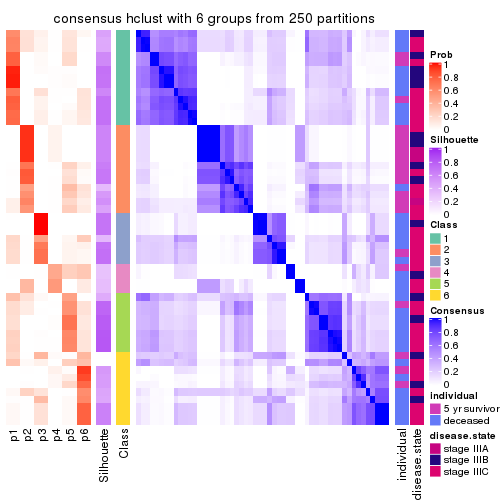 consensus hclust with 6 groups from 250 partitions
Prob
1
0.8
0.6
0.4
0.2
0
Silhouette
1
0.8
0.6
0.4
0.2
0
Class
1
2
3
4
5
6
Consensus
1
0.8
0.6
0.4
0.2
0
individual
5 yr survivor
deceased
disease.state
stage IIIA
stage IIIB
stage IIIC
p1
p2
p3
p4
p5
p6
Silhouette
Class
individual
disease.state